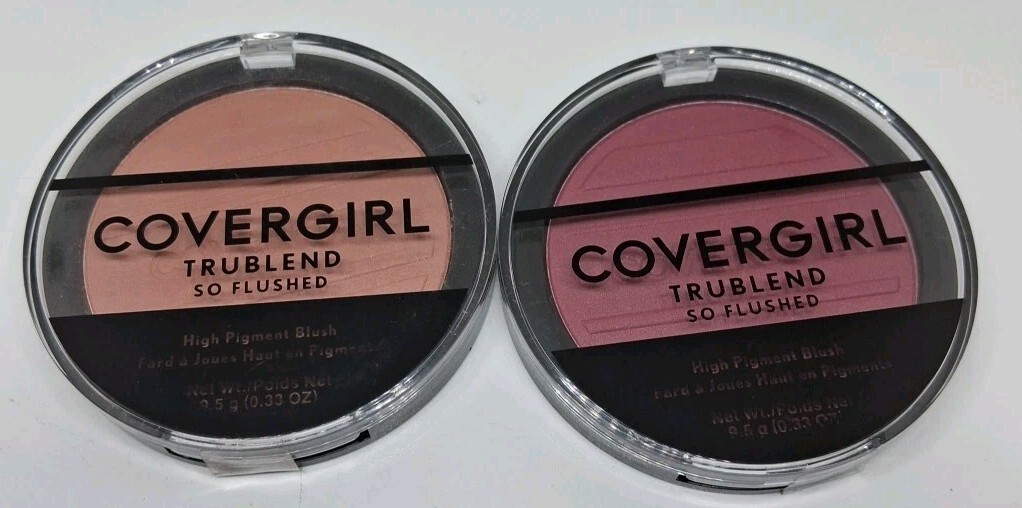 COVERGIRL
TRUBLEND
SO FLUSHED
High Pigment Blush
Fard à Joues Haut en Pigments
Net Wt./Poids Net
9.5 g (0.33 OZ)
COVERGIRL
TRUBLEND
SO FLUSHED
High Pigment Blush
Fard à Joues Haut en Pigments
Net Wt./Poids Net
9.5 g (0.33 OZ)